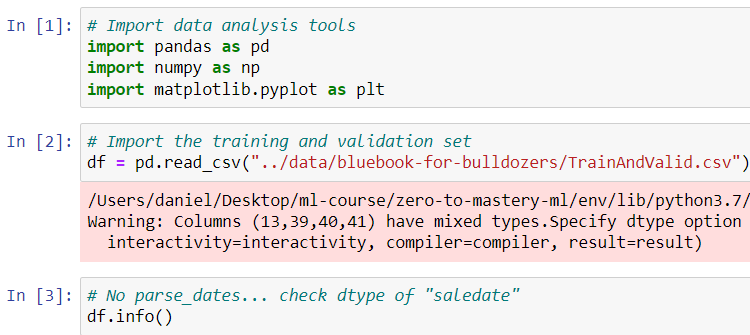 In [1]: # Import data analysis tools
import pandas as pd
import numpy as np
import matplotlib.pyplot as plt
In [2]: # Import the training and validation set
df = pd.read_csv("../data/bluebook-for-bulldozers/TrainAndValid.csv")
/Users/daniel/Desktop/ml-course/zero-to-mastery-ml/env/lib/python3.7/
Warning: Columns (13,39,40,41) have mixed types.Specify dtype option
interactivity=interactivity, compiler=compiler, result=result)
In [3]: # No parse_dates... check dtype of "saledate"
df.info()